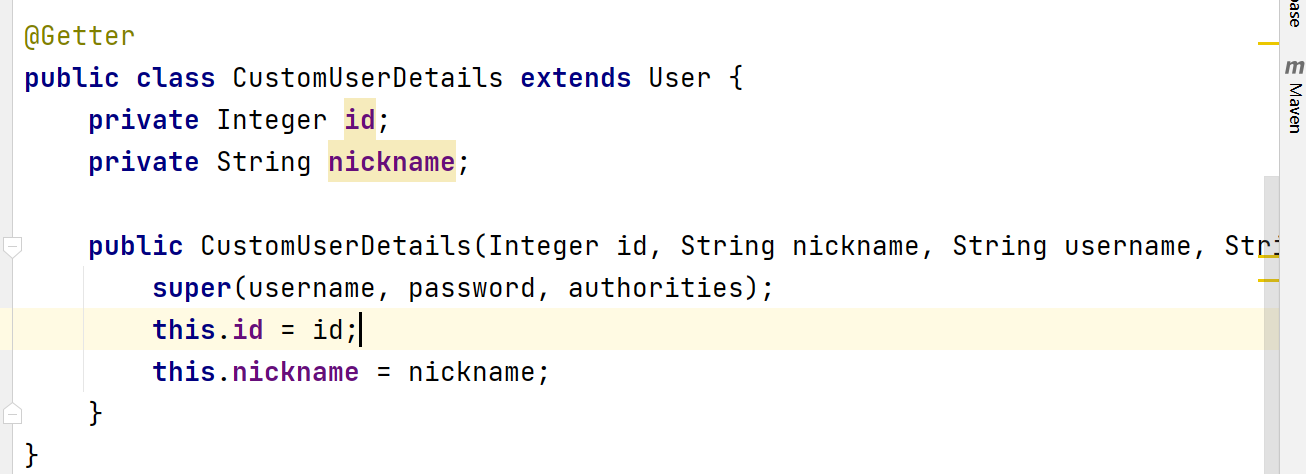 @Getter
public class CustomUserDetails extends User {
    private Integer id;
    private String nickname;
    public CustomUserDetails(Integer id, String nickname, String username, Stri
        super(username, password, authorities);
        this.id = id;
        this.nickname = nickname;
    }
}
base
m
Maven